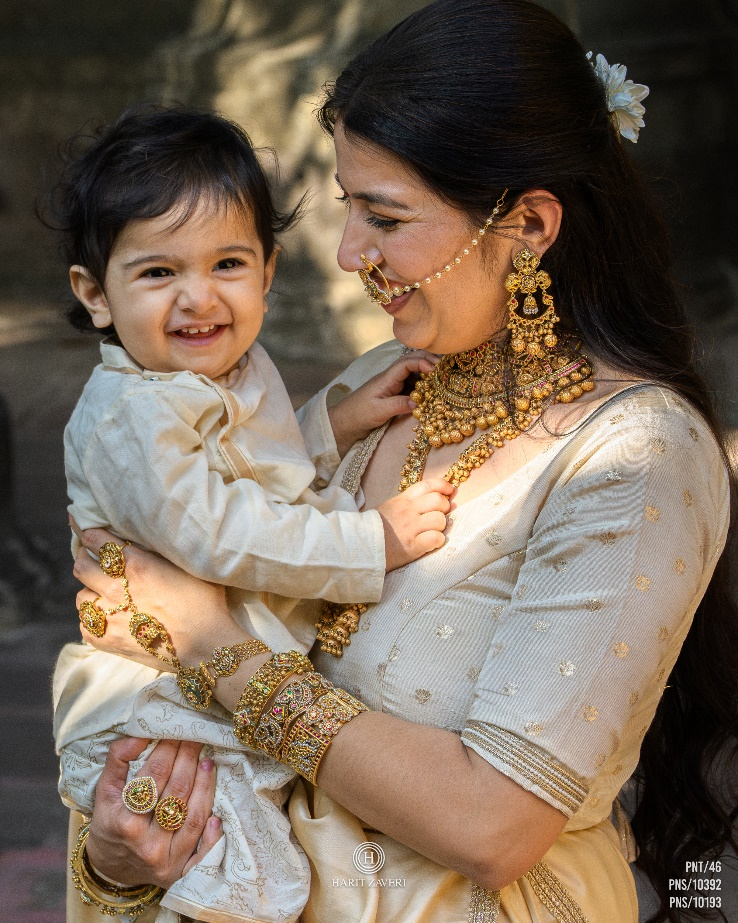 H
HARIT ZAVERI
PNT/46
PNS/10392
PNS/10193